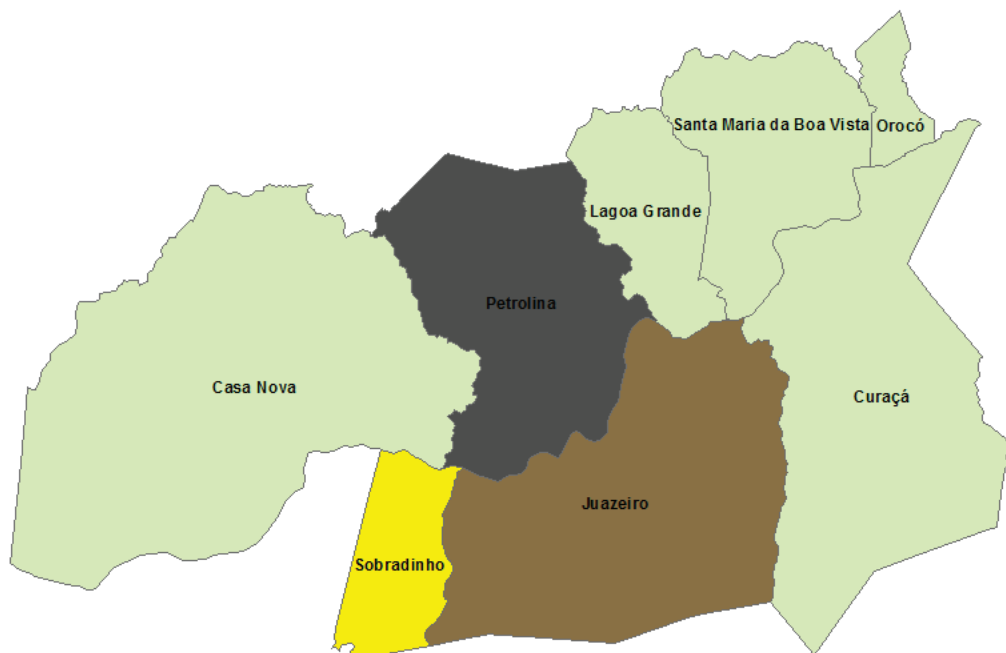 Santa Maria da Boa Vista
Orocó
Lagoa Grande
Petrolina
Casa Nova
Curaçá
Juazeiro
Sobradinho